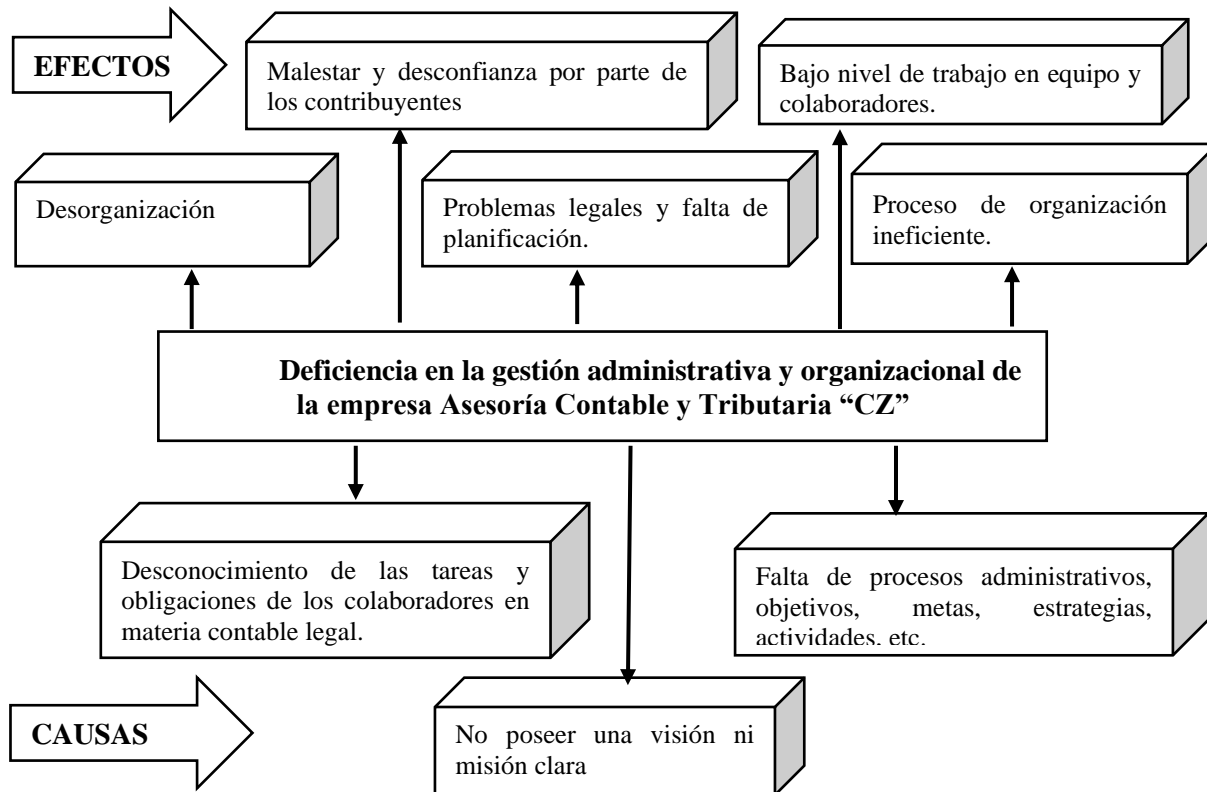 EFECTOS
Malestar y desconfianza por parte de
los contribuyentes
Bajo nivel de trabajo en equipo y
colaboradores.
Desorganización
Problemas legales y falta de
planificación.
Proceso de organización
ineficiente.
Deficiencia en la gestión administrativa y organizacional de
la empresa Asesoría Contable y Tributaria “CZ”
Desconocimiento de las tareas y
obligaciones de los colaboradores en
materia contable legal.
Falta de procesos administrativos,
objetivos, metas, estrategias,
actividades, etc.
CAUSAS
No poseer una visión ni
misión clara